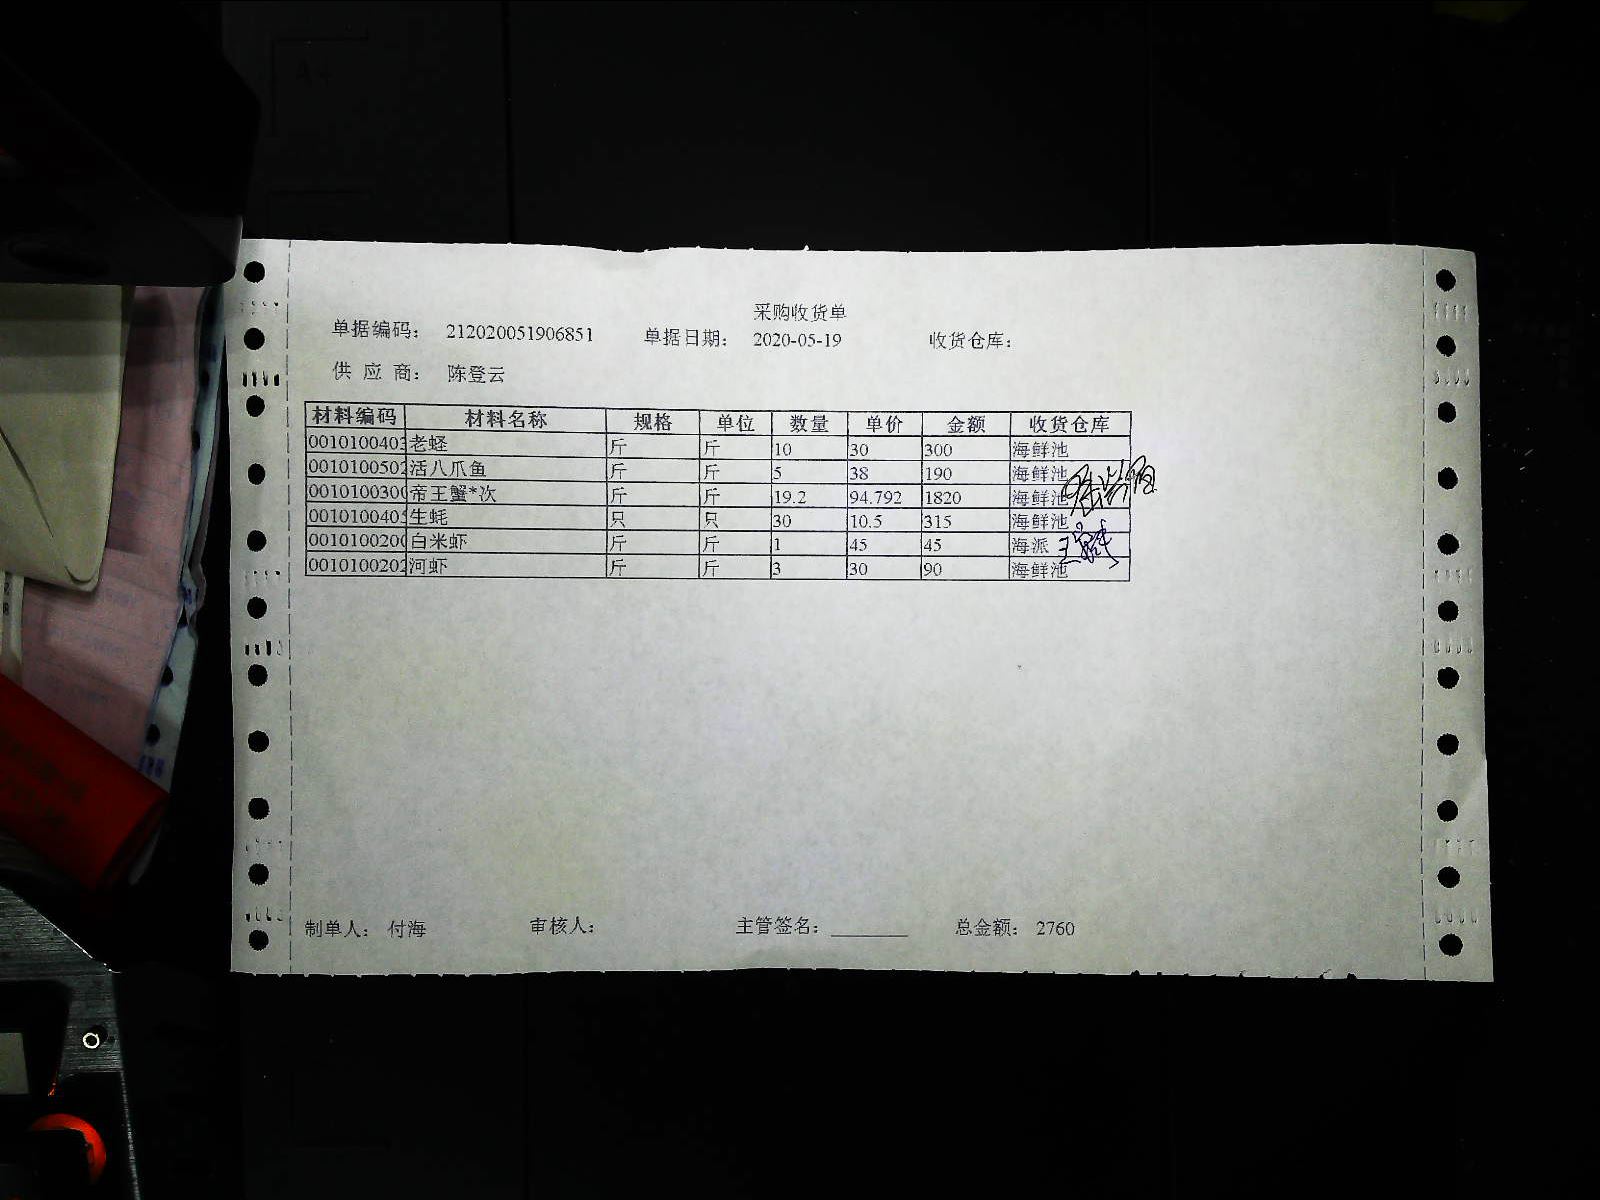 采购收货单
单据编码： 212020051906851 单据日期： 2020-05-19 收货仓库：
供 应 商： 陈登云
材料编码 材料名称 规格 单位 数量 单价 金额 收货仓库
0010100403 老蛏 斤 斤 10 30 300 海鲜池
0010100502 活八爪鱼 斤 斤 5 38 190 海鲜池
001010030 帝王蟹*次 斤 斤 19.2 94.792 1820 海鲜池
0010100405 生蚝 只 只 30 10.5 315 海鲜池
001010020 白米虾 斤 斤 1 45 45 海派
0010100202 河虾 斤 斤 3 30 90 海鲜池
制单人： 付海 审核人： 主管签名： 总金额： 2760